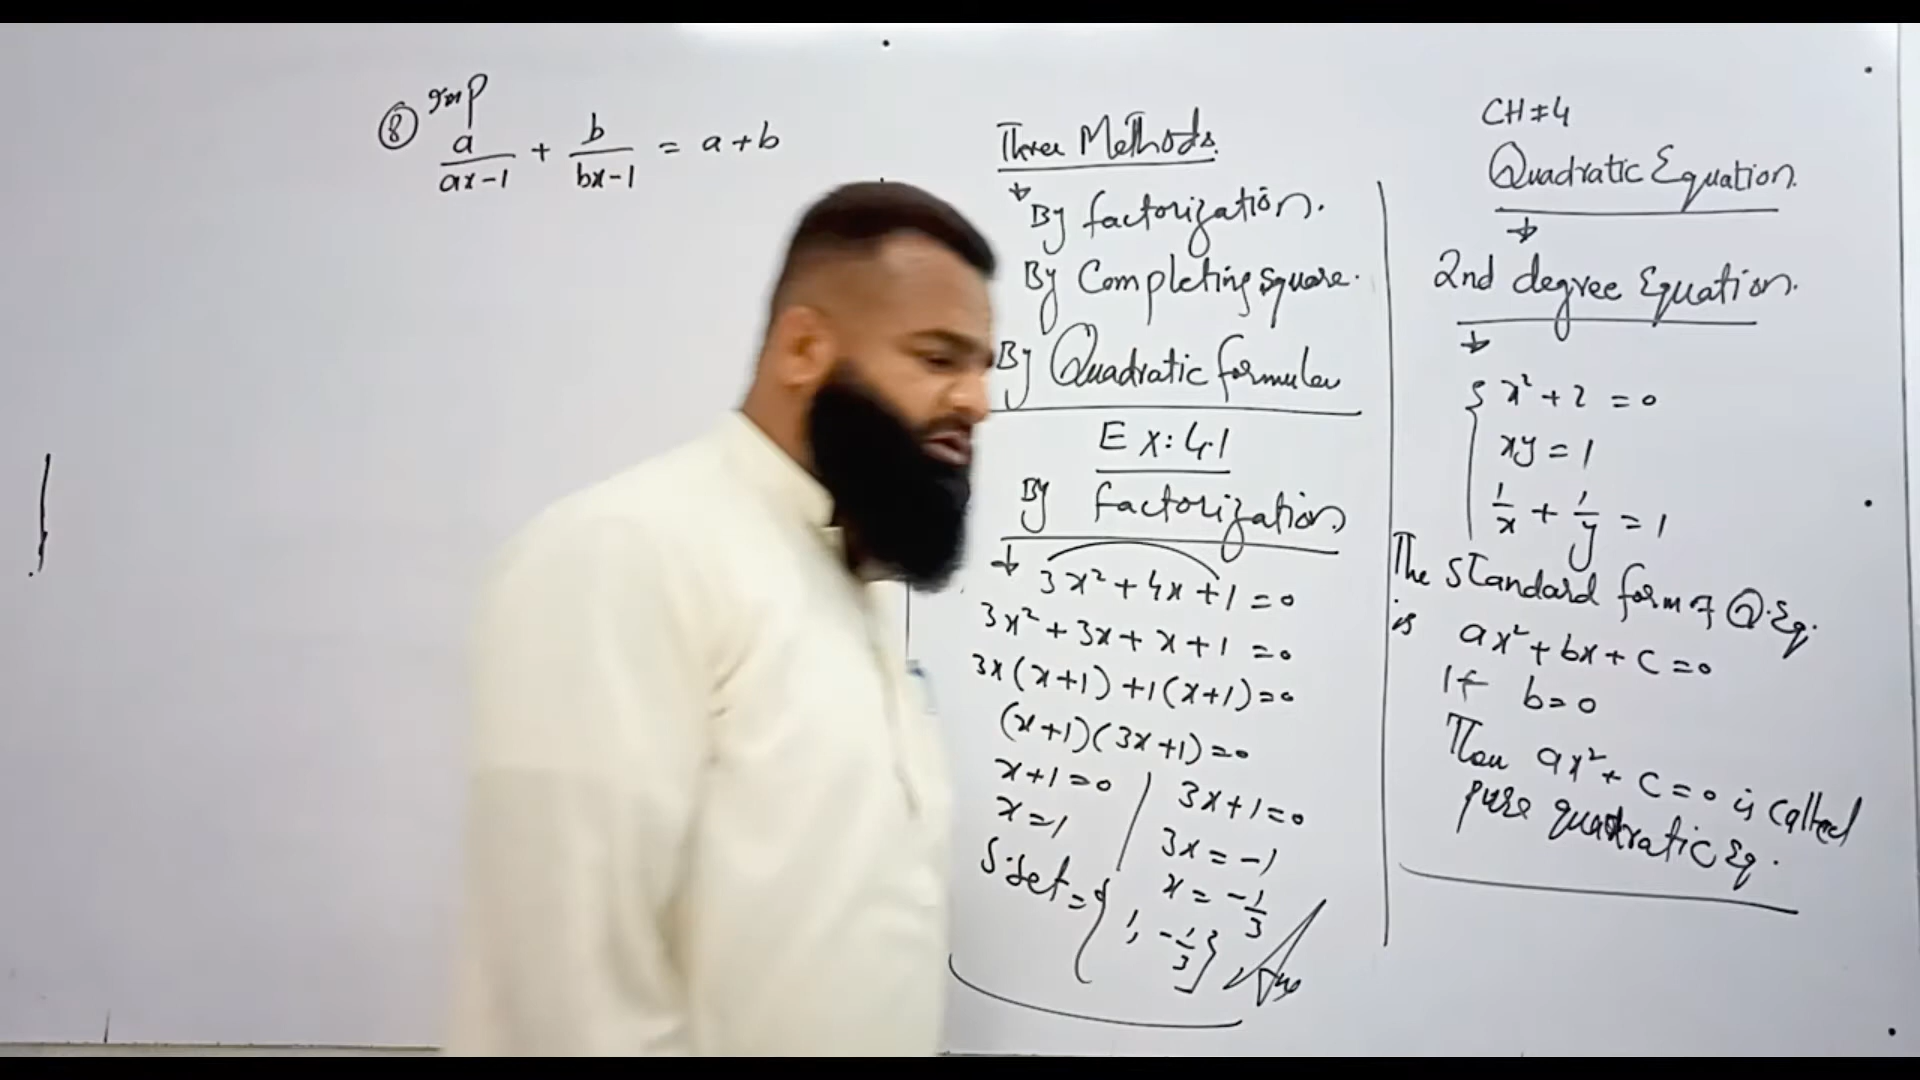 ⑧ Imp
a/(ax-1) + b/(bx-1) = a+b
Three Methods.
By factorization.
By Completing square.
By Quadratic formula
Ex: 4.1
By factorization.
3x² + 4x + 1 = 0
3x² + 3x + x + 1 = 0
3x(x+1) + 1(x+1) = 0
(x+1)(3x+1) = 0
x+1 = 0
x = 1
3x+1 = 0
3x = -1
x = -1/3
S.Set = {1, -1/3}
CH#4
Quadratic Equation.
2nd degree Equation.
x² + 2 = 0
xy = 1
1/x + 1/y = 1
The Standard form of Q.Eq.
is ax² + bx + c = 0
If b = 0
Then ax² + c = 0 is called
pure quadratic Eq.